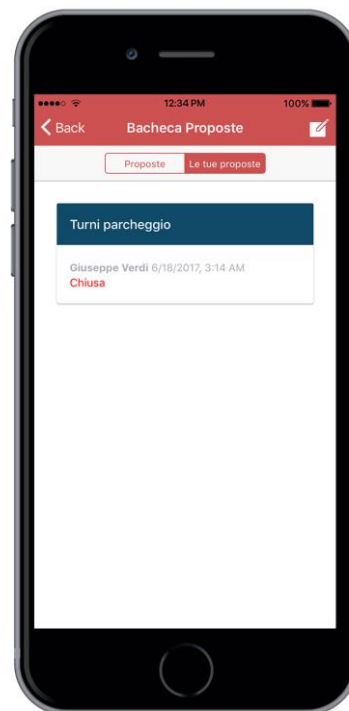 12:34 PM 100%
Back Bacheca Proposte
Proposte Le tue proposte
Turni parcheggio
Giuseppe Verdi 6/18/2017, 3:14 AM
Chiusa